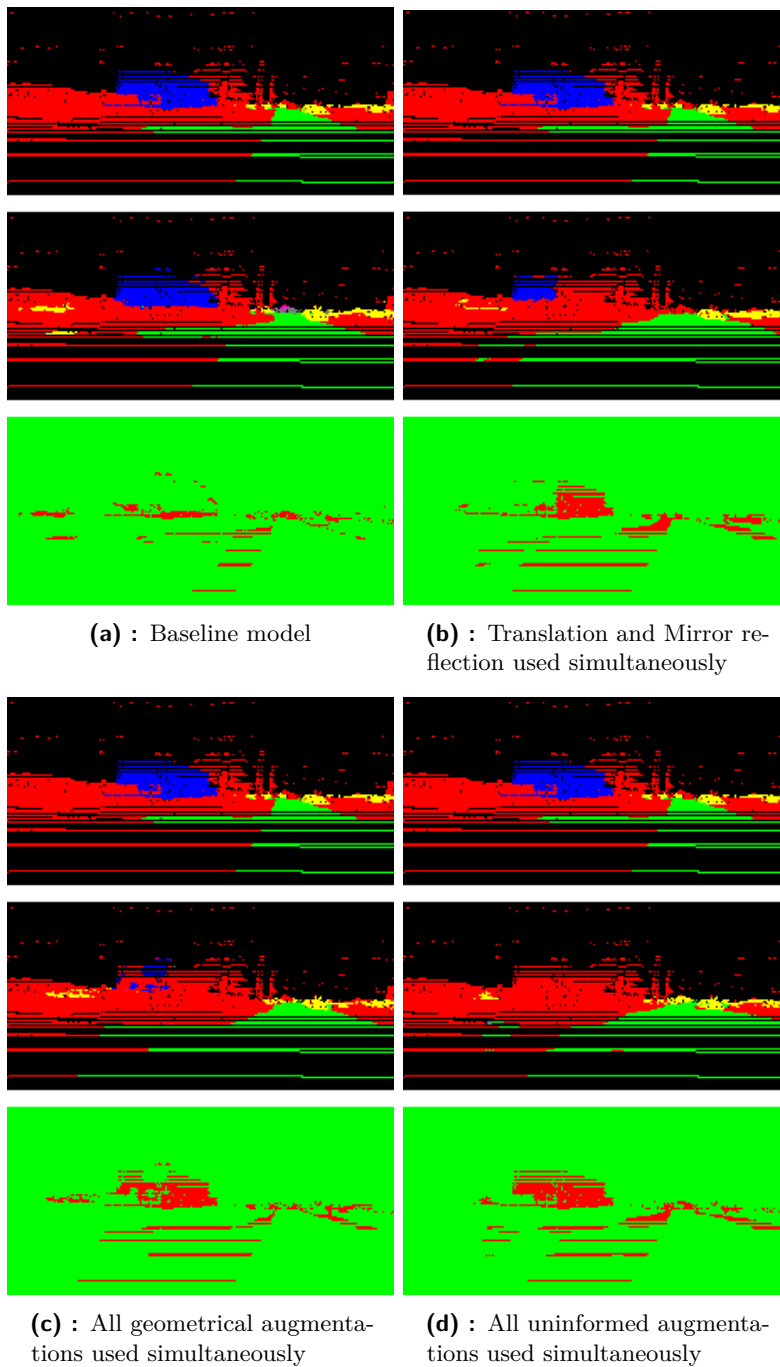 (a) : Baseline model
(b) : Translation and Mirror re-
flection used simultaneously
(c) : All geometrical augmenta-
tions used simultaneously
(d) : All uninformed augmenta-
tions used simultaneously